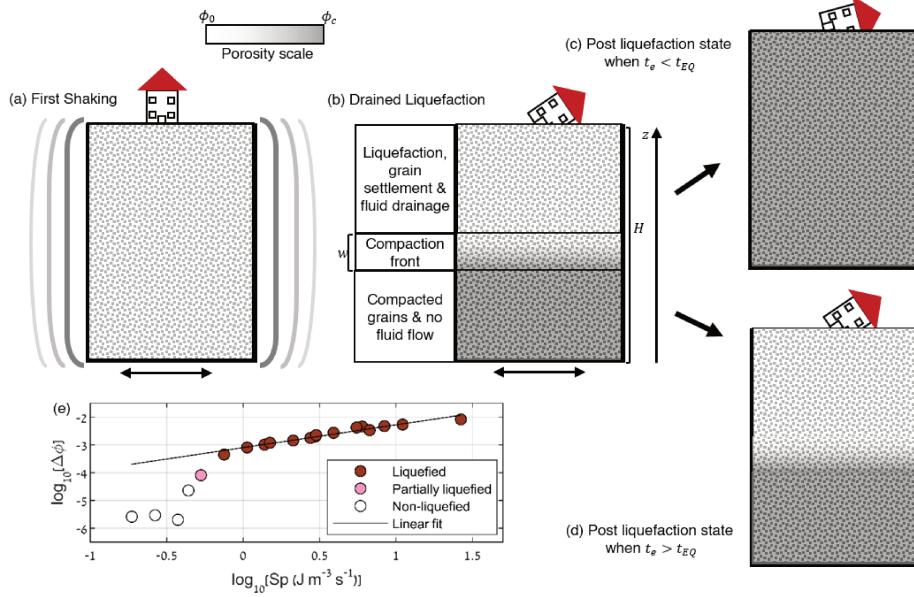 ϕ0 ϕc
Porosity scale
(a) First Shaking
(b) Drained Liquefaction
Liquefaction,
grain
settlement &
fluid drainage
w
Compaction
front
Compacted
grains & no
fluid flow
z
H
(c) Post liquefaction state
when te < tEQ
(d) Post liquefaction state
when te > tEQ
(e)
log10[Δϕ]
-2
-3
-4
-5
-6
Liquefied
Partially liquefied
Non-liquefied
Linear fit
-1 -0.5 0 0.5 1 1.5
log10[Sp (J m−3 s−1)]